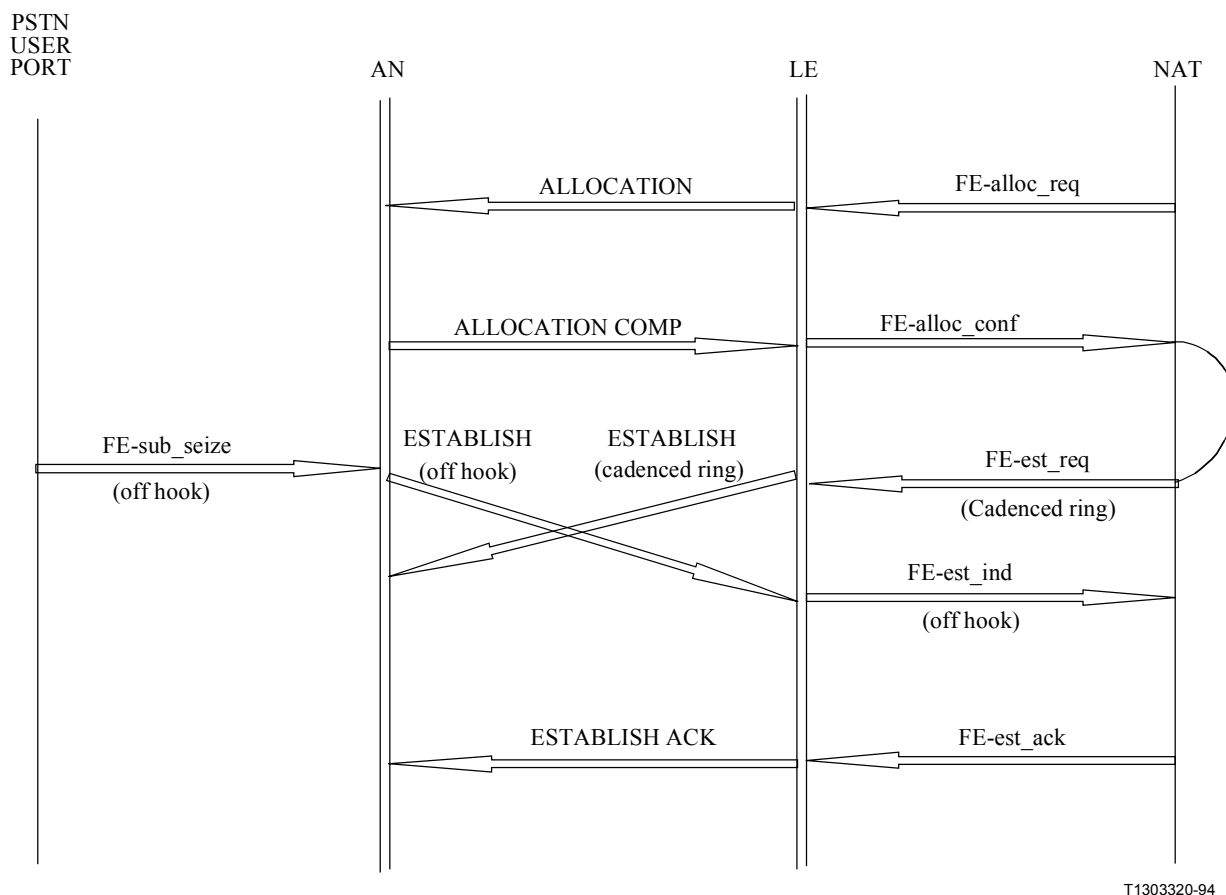 PSTN
USER
PORT
AN
LE
NAT
ALLOCATION
FE-alloc_req
ALLOCATION COMP
FE-alloc_conf
FE-sub_seize
(off hook)
ESTABLISH
(off hook)
ESTABLISH
(cadenced ring)
FE-est_req
(Cadenced ring)
FE-est_ind
(off hook)
ESTABLISH ACK
FE-est_ack
T1303320-94